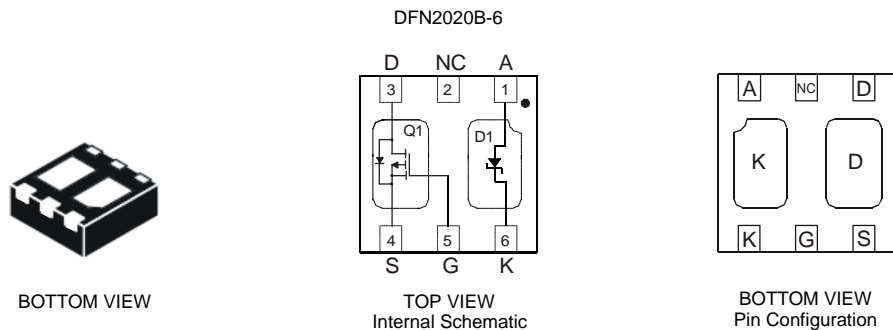 DFN2020B-6
D NC A
3 2 1
Q1 D1
4 5 6
S G K
A NC D
K D
K G S
BOTTOM VIEW
TOP VIEW
Internal Schematic
BOTTOM VIEW
Pin Configuration